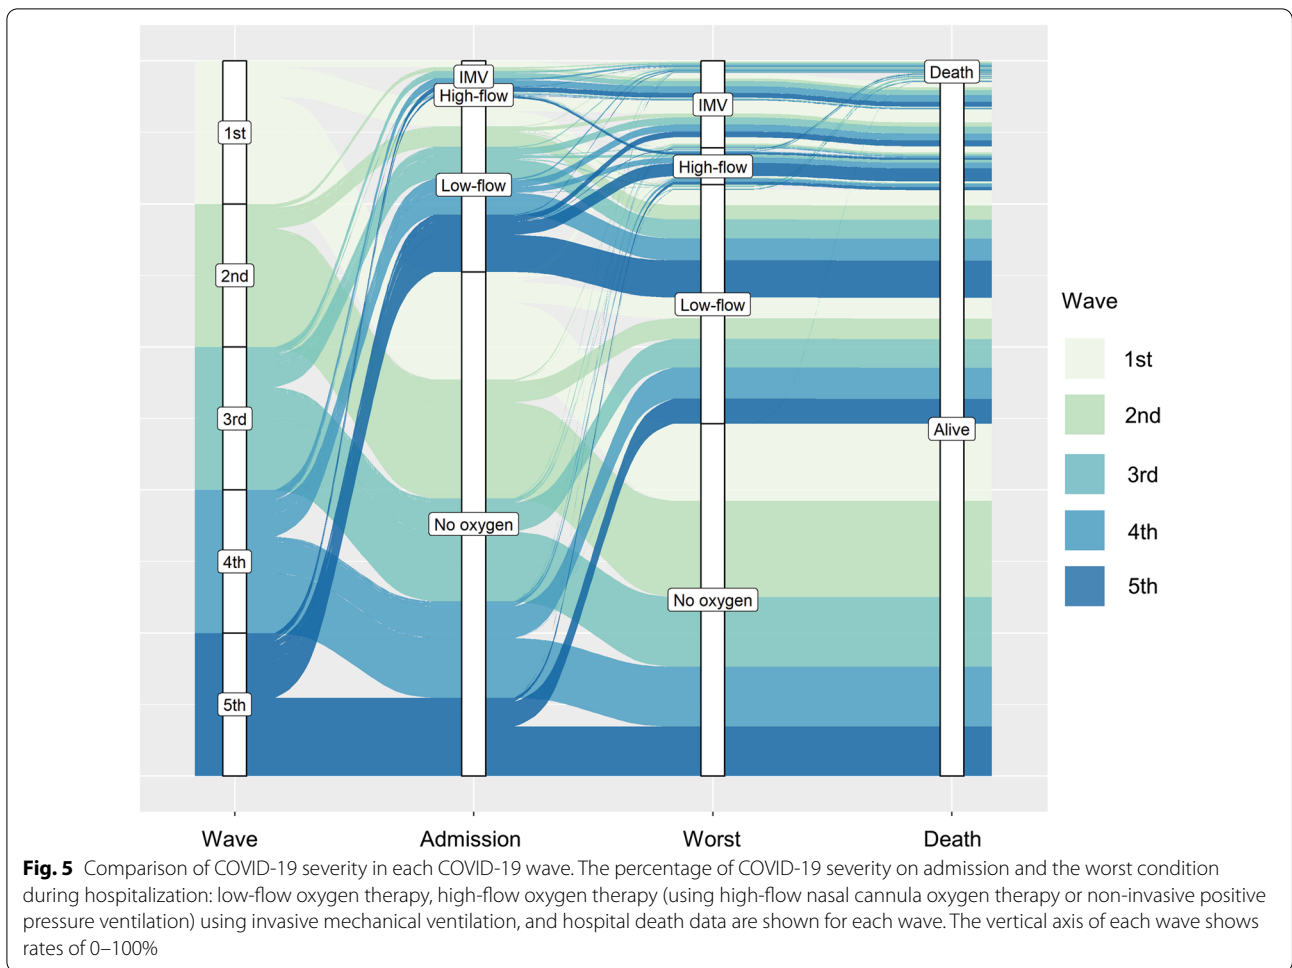 1st
2nd
3rd
4th
5th
IMV
High-flow
Low-flow
No oxygen
IMV
High-flow
Low-flow
No oxygen
Death
Alive
Wave
1st
2nd
3rd
4th
5th
Wave Admission Worst Death
Fig. 5 Comparison of COVID-19 severity in each COVID-19 wave. The percentage of COVID-19 severity on admission and the worst condition
during hospitalization: low-flow oxygen therapy, high-flow oxygen therapy (using high-flow nasal cannula oxygen therapy or non-invasive positive
pressure ventilation) using invasive mechanical ventilation, and hospital death data are shown for each wave. The vertical axis of each wave shows
rates of 0–100%